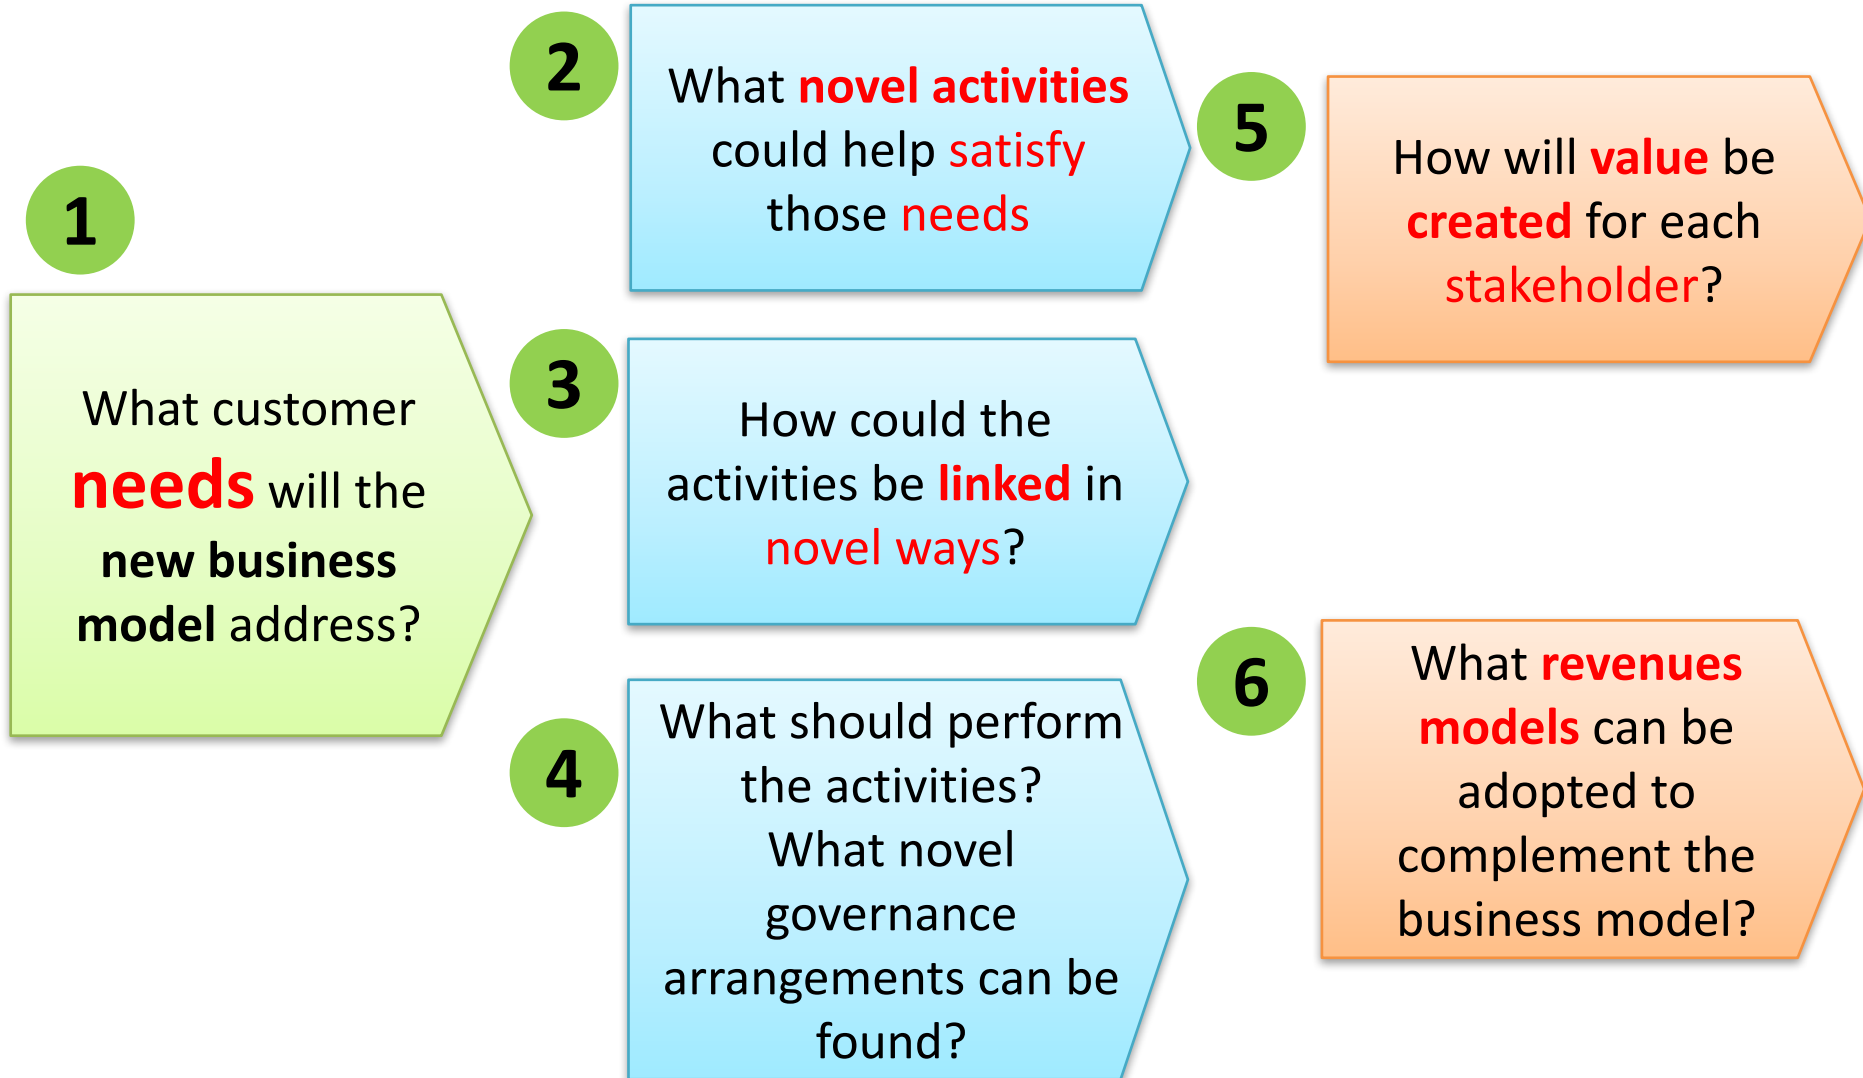 1
What customer
needs will the
new business
model address?
2
What novel activities
could help satisfy
those needs
3
How could the
activities be linked in
novel ways?
4
What should perform
the activities?
What novel
governance
arrangements can be
found?
5
How will value be
created for each
stakeholder?
6
What revenues
models can be
adopted to
complement the
business model?